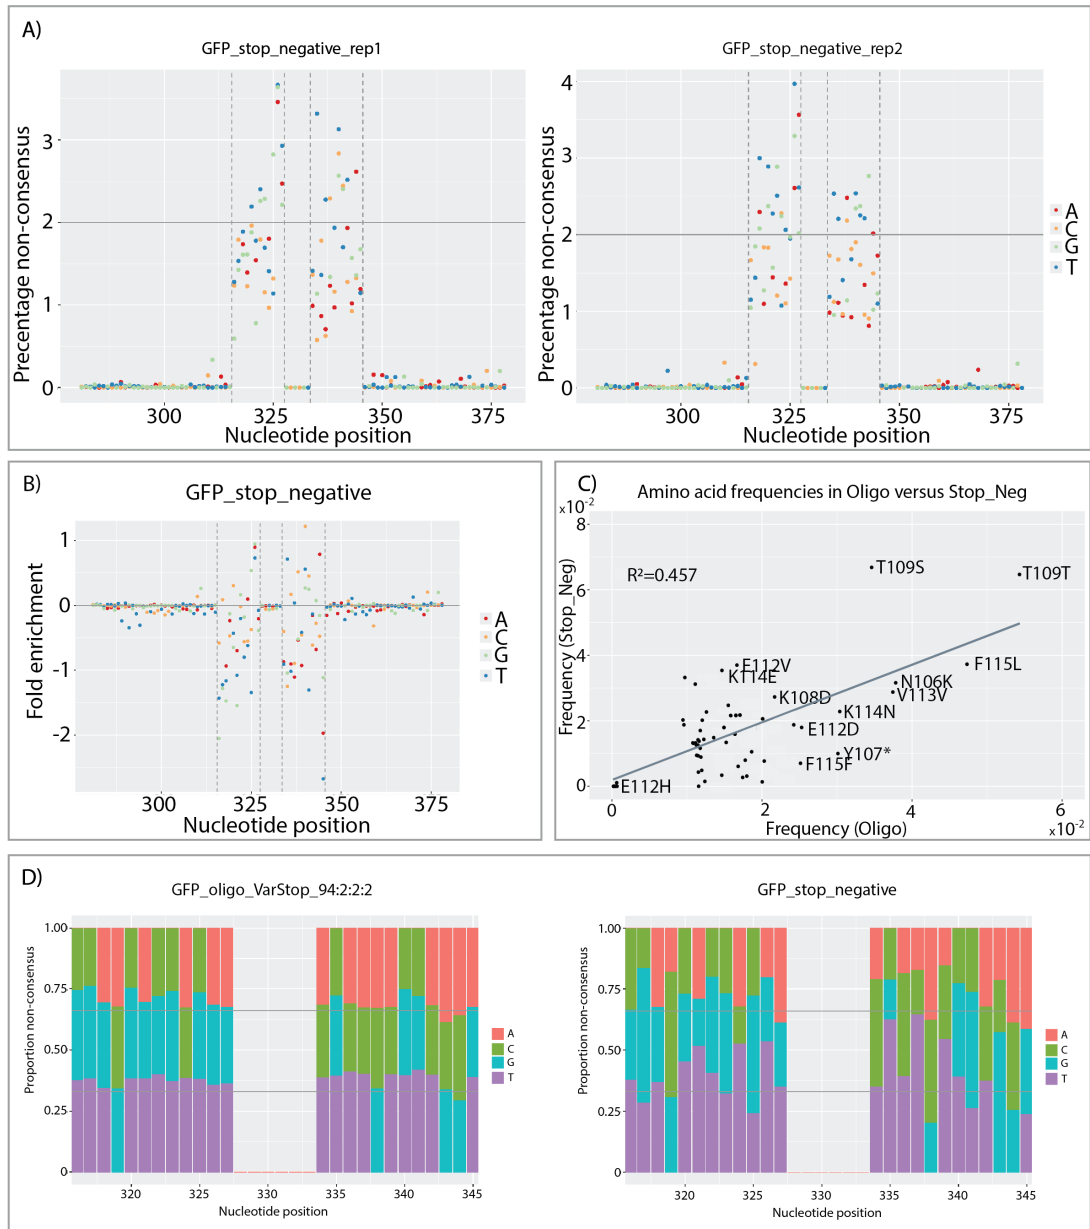 A)
GFP_stop_negative_rep1
GFP_stop_negative_rep2
Precentage non-consensus
3
2
1
0
300
325
350
375
Nucleotide position
Precentage non-consensus
4
3
2
1
0
300
325
350
375
Nucleotide position
A
C
G
T
B)
GFP_stop_negative
Fold enrichment
1
0
-1
-2
300
325
350
375
Nucleotide position
A
C
G
T
C)
Amino acid frequencies in Oligo versus Stop_Neg
x10⁻²
Frequency (Stop_Neg)
8
6
4
2
0
R²=0.457
T109S
T109T
E112V
K114E
F115L
N106K
V113V
K108D
K114N
E112D
Y107*
F115F
E112H
0
2
4
6
x10⁻²
Frequency (Oligo)
D)
GFP_oligo_VarStop_94:2:2:2
GFP_stop_negative
Proportion non-consensus
1.00
0.75
0.50
0.25
0
320
325
330
335
340
345
Nucleotide position
A
C
G
T
Proportion non-consensus
1.00
0.75
0.50
0.25
0
320
325
330
335
340
345
Nucleotide position
A
C
G
T